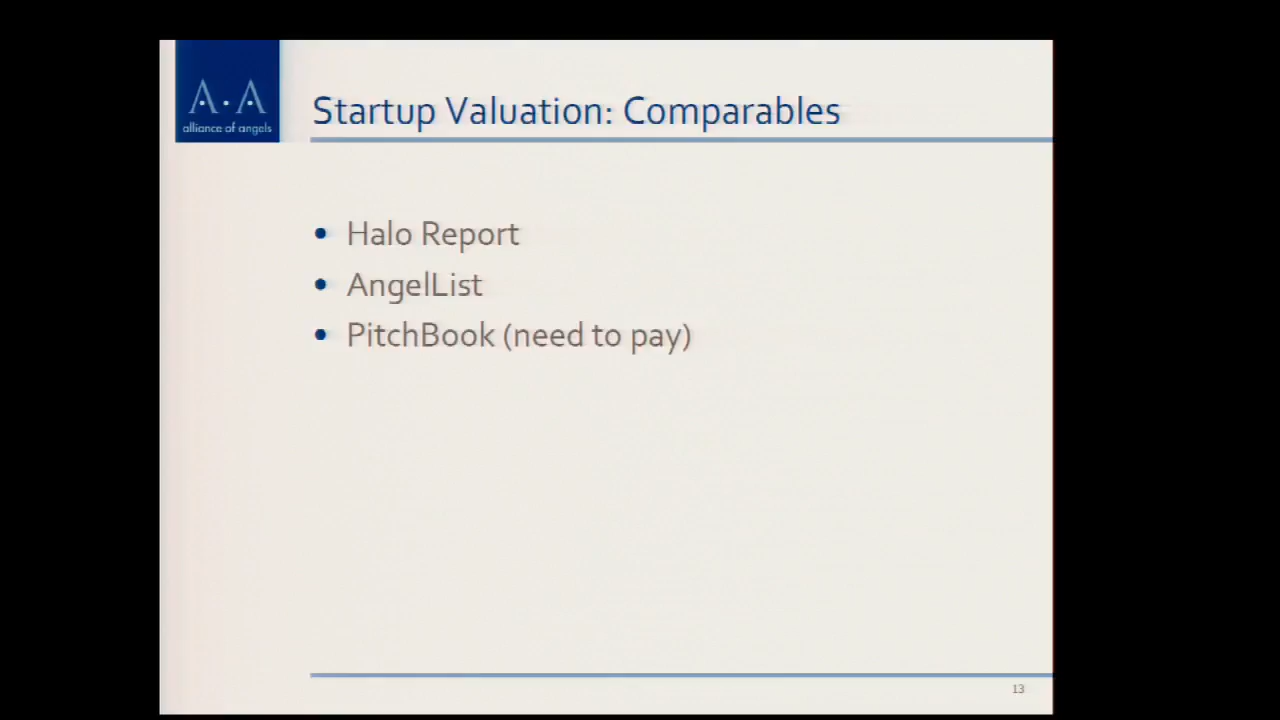 A·A
alliance of angels
Startup Valuation: Comparables
• Halo Report
• AngelList
• PitchBook (need to pay)
13